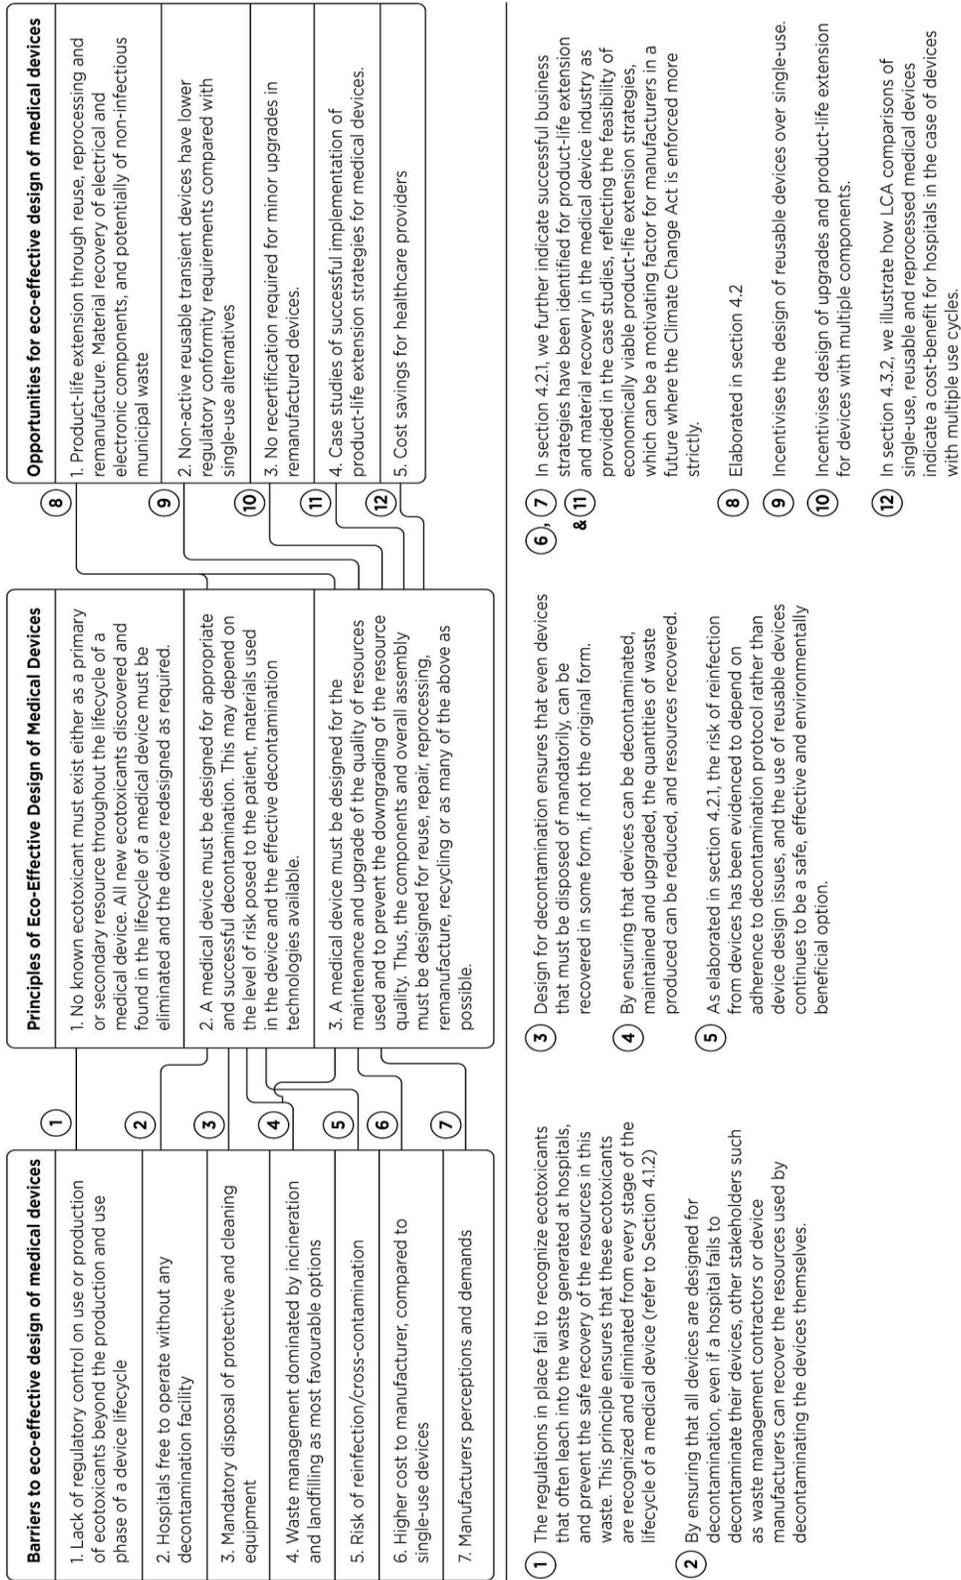 Barriers to eco-effective design of medical devices
1. Lack of regulatory control on use or production
of ecotoxicants beyond the production and use
phase of a device lifecycle
2. Hospitals free to operate without any
decontamination facility
3. Mandatory disposal of protective and cleaning
equipment
4. Waste management dominated by incineration
and landfilling as most favourable options
5. Risk of reinfection/cross-contamination
6. Higher cost to manufacturer, compared to
single-use devices
7. Manufacturers perceptions and demands
1
2
3
4
5
6
7
Principles of Eco-Effective Design of Medical Devices
1. No known ecotoxicant must exist either as a primary
or secondary resource throughout the lifecycle of a
medical device. All new ecotoxicants discovered and
found in the lifecycle of a medical device must be
eliminated and the device redesigned as required.
2. A medical device must be designed for appropriate
and successful decontamination. This may depend on
the level of risk posed to the patient, materials used
in the device and the effective decontamination
technologies available.
3. A medical device must be designed for the
maintenance and upgrade of the quality of resources
used and to prevent the downgrading of the resource
quality. Thus, the components and overall assembly
must be designed for reuse, repair, reprocessing,
remanufacture, recycling or as many of the above as
possible.
8
9
10
11
12
Opportunities for eco-effective design of medical devices
1. Product-life extension through reuse, reprocessing and
remanufacture. Material recovery of electrical and
electronic components, and potentially of non-infectious
municipal waste
2. Non-active reusable transient devices have lower
regulatory conformity requirements compared with
single-use alternatives
3. No recertification required for minor upgrades in
remanufactured devices.
4. Case studies of successful implementation of
product-life extension strategies for medical devices.
5. Cost savings for healthcare providers
1 The regulations in place fail to recognize ecotoxicants
that often leach into the waste generated at hospitals,
and prevent the safe recovery of the resources in this
waste. This principle ensures that these ecotoxicants
are recognized and eliminated from every stage of the
lifecycle of a medical device (refer to Section 4.1.2)
2 By ensuring that all devices are designed for
decontamination, even if a hospital fails to
decontaminate their devices, other stakeholders such
as waste management contractors or device
manufacturers can recover the resources used by
decontaminating the devices themselves.
3 Design for decontamination ensures that even devices
that must be disposed of mandatorily, can be
recovered in some form, if not the original form.
4 By ensuring that devices can be decontaminated,
maintained and upgraded, the quantities of waste
produced can be reduced, and resources recovered.
5 As elaborated in section 4.2.1, the risk of reinfection
from devices has been evidenced to depend on
adherence to decontamination protocol rather than
device design issues, and the use of reusable devices
continues to be a safe, effective and environmentally
beneficial option.
6, 7 In section 4.2.1, we further indicate successful business
& 11 strategies have been identified for product-life extension
and material recovery in the medical device industry as
provided in the case studies, reflecting the feasibility of
economically viable product-lfie extension strategies,
which can be a motivating factor for manufacturers in a
future where the Climate Change Act is enforced more
strictly.
8 Elaborated in section 4.2
9 Incentivises the design of reusable devices over single-use.
10 Incentivises design of upgrades and product-life extension
for devices with multiple components.
12 In section 4.3.2, we illustrate how LCA comparisons of
single-use, reusable and reprocessed medical devices
indicate a cost-benefit for hospitals in the case of devices
with multiple use cycles.